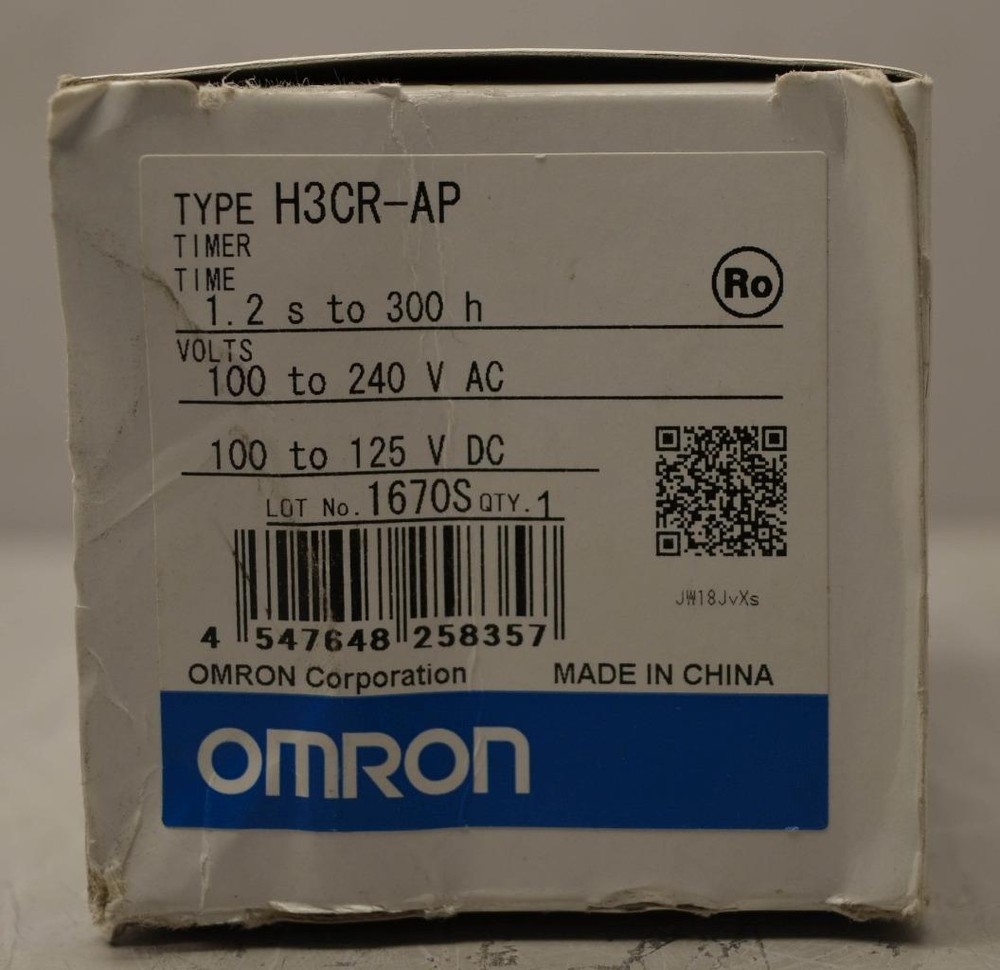 TYPE H3CR-AP
TIMER
TIME
1.2 s to 300 h
Ro
VOLTS
100 to 240 V AC
100 to 125 V DC
LOT No. 1670S QTY. 1
JW18JvXs
4 547648 258357
OMRON Corporation MADE IN CHINA
OMRON